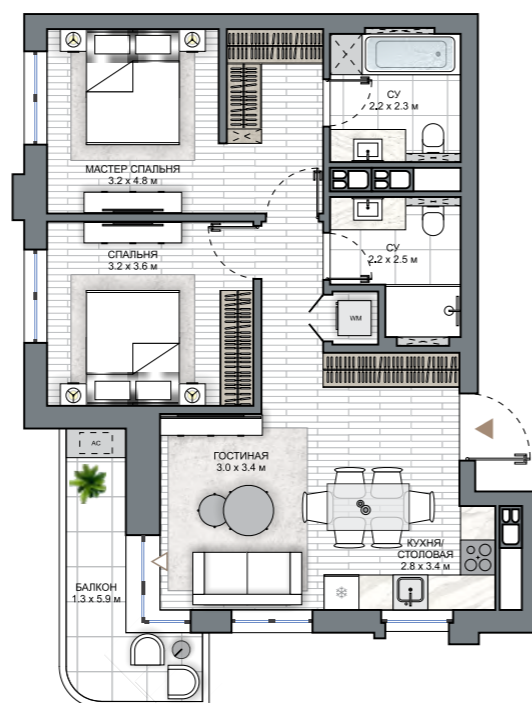 СУ
2.2 x 2.3 м
МАСТЕР СПАЛЬНЯ
3.2 x 4.8 м
СПАЛЬНЯ
3.2 x 3.6 м
СУ
2.2 x 2.5 м
WM
AC
ГОСТИНАЯ
3.0 x 3.4 м
КУХНЯ/
СТОЛОВАЯ
2.8 x 3.4 м
БАЛКОН
1.3 x 5.9 м